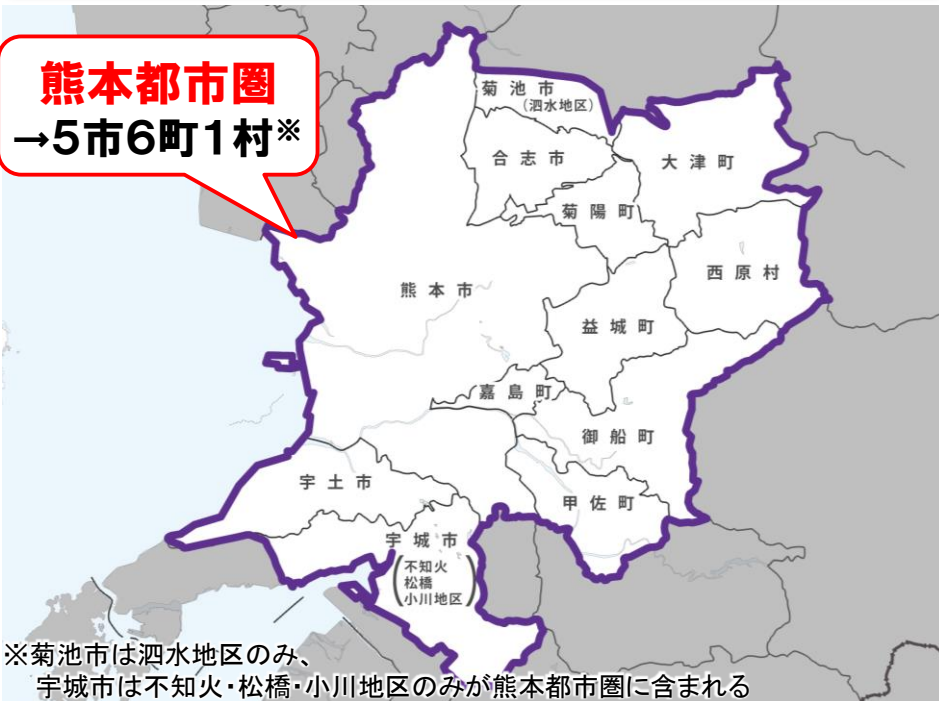 熊本都市圏
→5市6町1村※
菊池市
(泗水地区)
合志市
大津町
菊陽町
西原村
熊本市
益城町
嘉島町
御船町
宇土市
甲佐町
宇城市
(不知火
松橋
小川地区)
※菊池市は泗水地区のみ、
宇城市は不知火・松橋・小川地区のみが熊本都市圏に含まれる